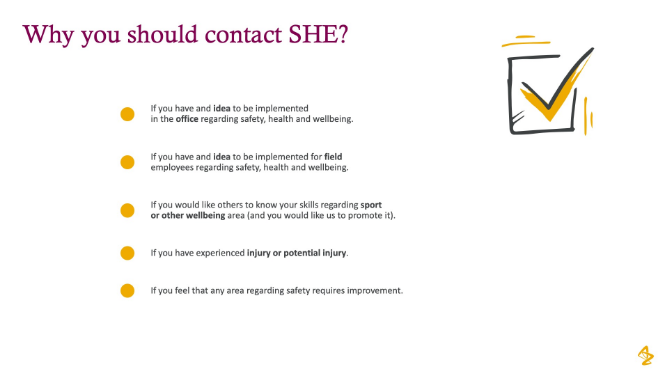 Why you should contact SHE?
If you have and idea to be implemented
in the office regarding safety, health and wellbeing.
If you have and idea to be implemented for field
employees regarding safety, health and wellbeing.
If you would like others to know your skills regarding sport
or other wellbeing area (and you would like us to promote it).
If you have experienced injury or potential injury.
If you feel that any area regarding safety requires improvement.